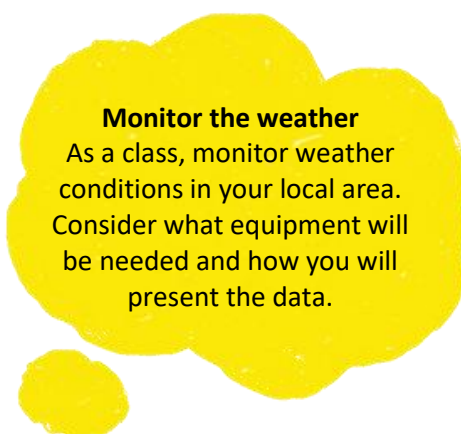 Monitor the weather
As a class, monitor weather
conditions in your local area.
Consider what equipment will
be needed and how you will
present the data.